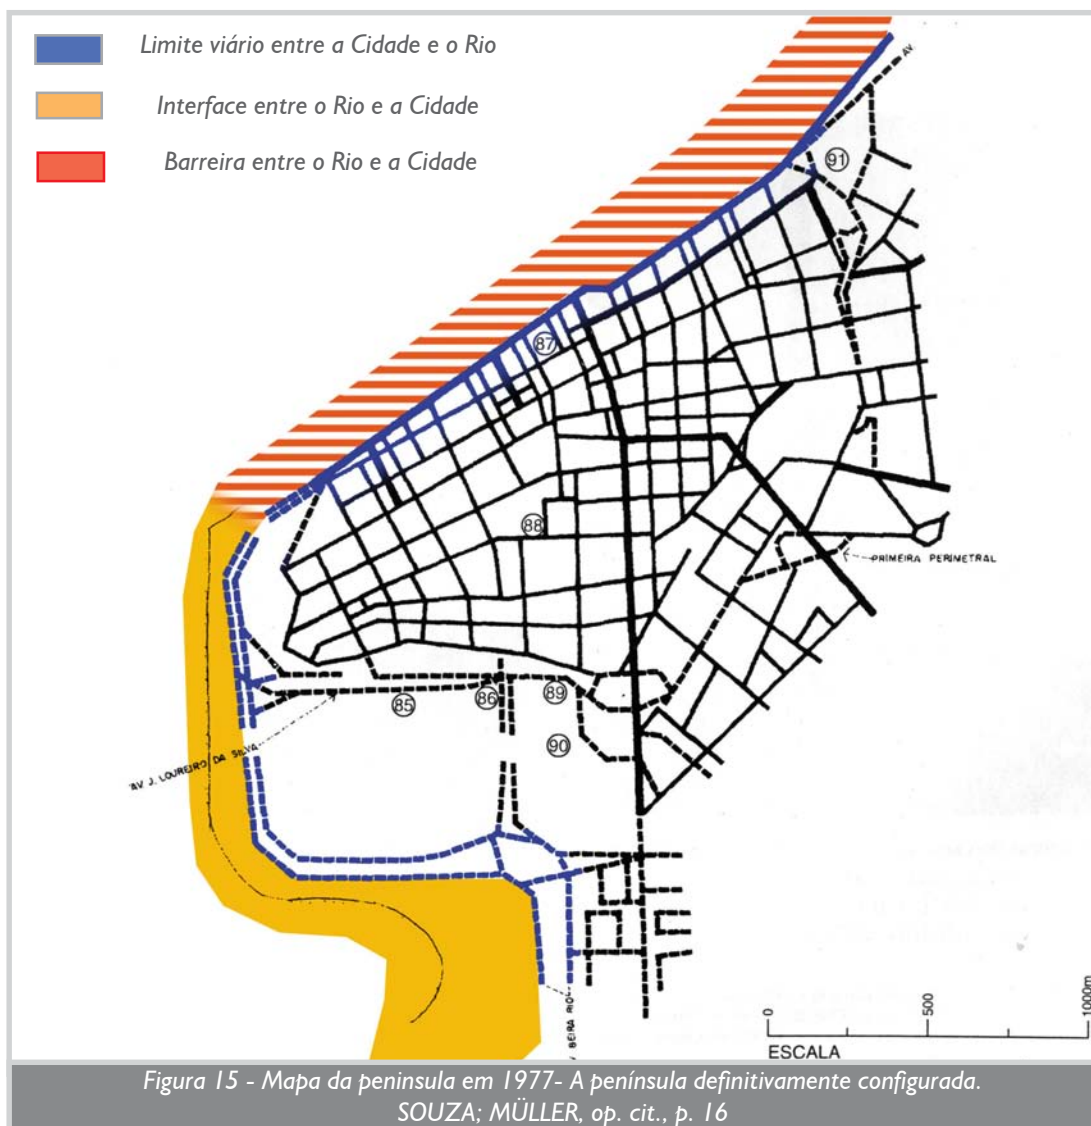 Limite viário entre a Cidade e o Rio
Interface entre o Rio e a Cidade
Barreira entre o Rio e a Cidade
AV.
91
87
88
PRIMEIRA PERIMETRAL
85
86
89
90
AV J. LOUREIRO DA SILVA
BEIRA RIO
0
500
1000m
ESCALA
Figura 15 - Mapa da peninsula em 1977- A península definitivamente configurada.
SOUZA; MÜLLER, op. cit., p. 16